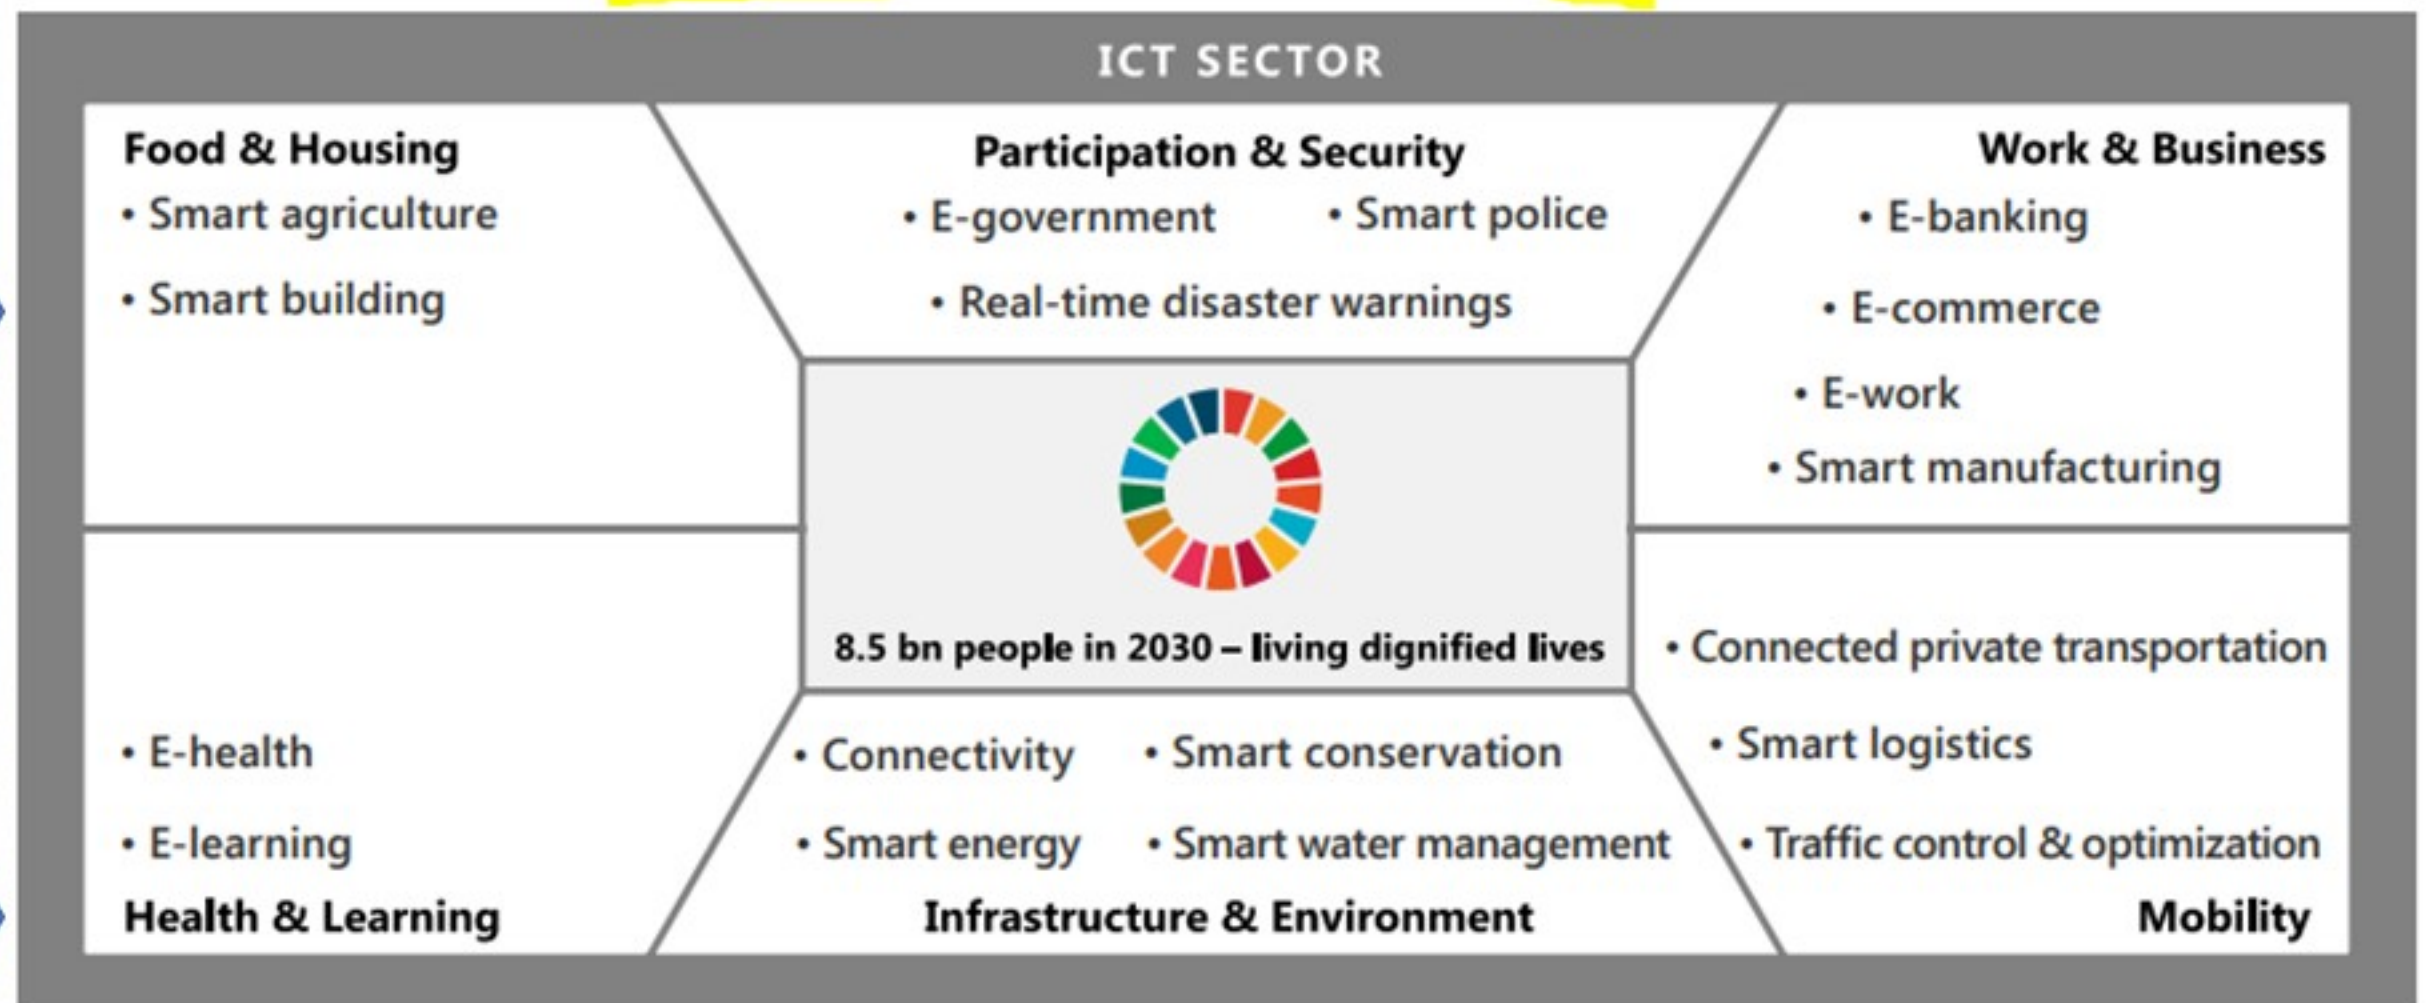 ICT SECTOR
Food & Housing
• Smart agriculture
• Smart building
Participation & Security
• E-government • Smart police
• Real-time disaster warnings
Work & Business
• E-banking
• E-commerce
• E-work
• Smart manufacturing
8.5 bn people in 2030 – living dignified lives
• E-health
• E-learning
Health & Learning
• Connectivity • Smart conservation
• Smart energy • Smart water management
Infrastructure & Environment
• Connected private transportation
• Smart logistics
• Traffic control & optimization
Mobility